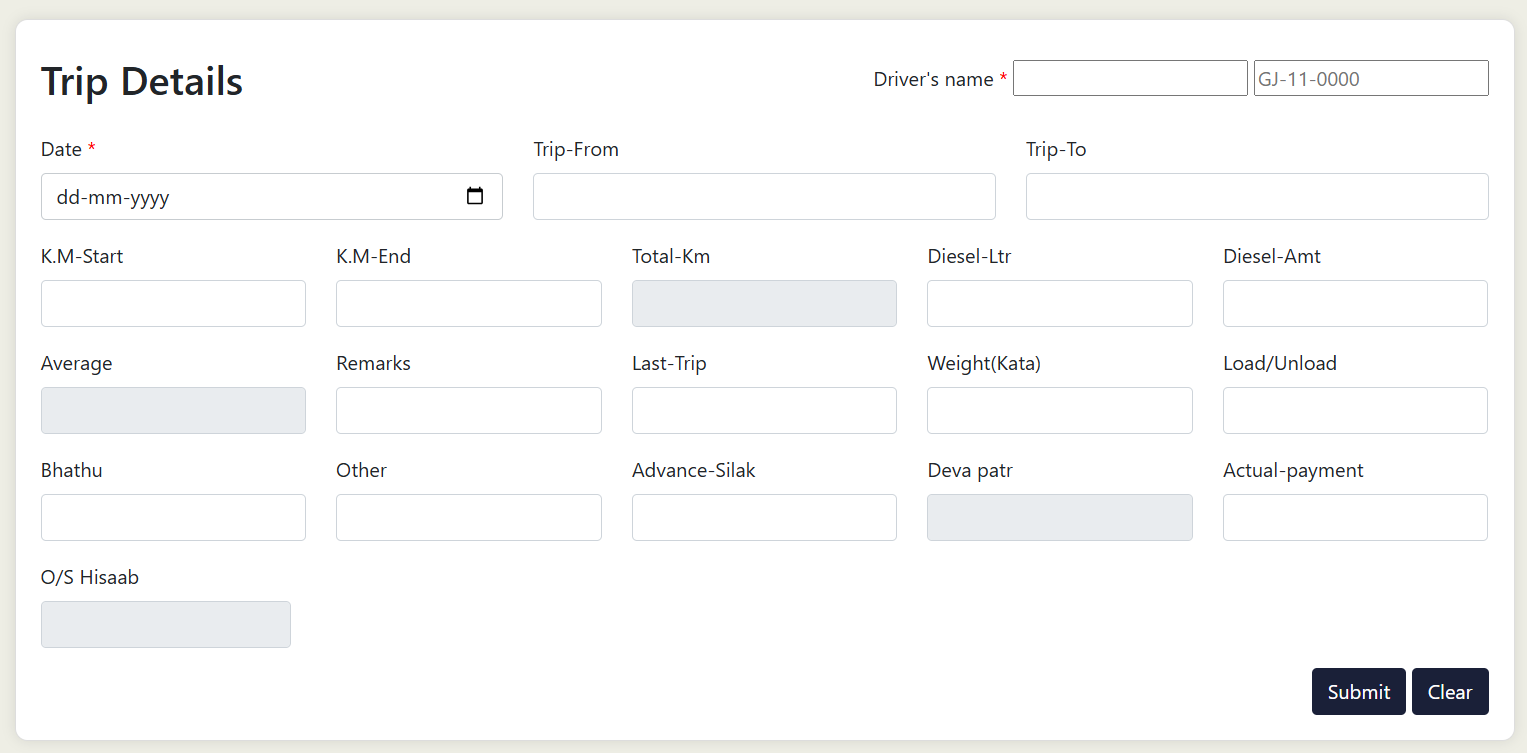 Trip Details
Driver's name * GJ-11-0000
Date * Trip-From Trip-To
dd-mm-yyyy
K.M-Start K.M-End Total-Km Diesel-Ltr Diesel-Amt
Average Remarks Last-Trip Weight(Kata) Load/Unload
Bhathu Other Advance-Silak Deva patr Actual-payment
O/S Hisaab
Submit Clear